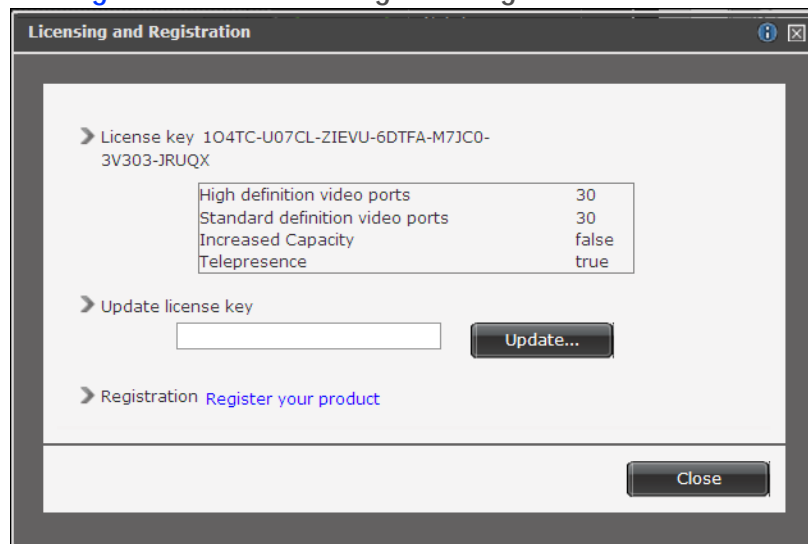 Licensing and Registration
License key 1O4TC-U07CL-ZIEVU-6DTFA-M7JC0-
3V303-JRUQX
High definition video ports 30
Standard definition video ports 30
Increased Capacity false
Telepresence true
Update license key
Update...
Registration Register your product
Close